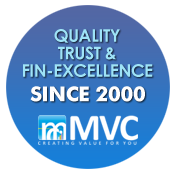 QUALITY
TRUST &
FIN-EXCELLENCE
SINCE 2000
MVC
CREATING VALUE FOR YOU